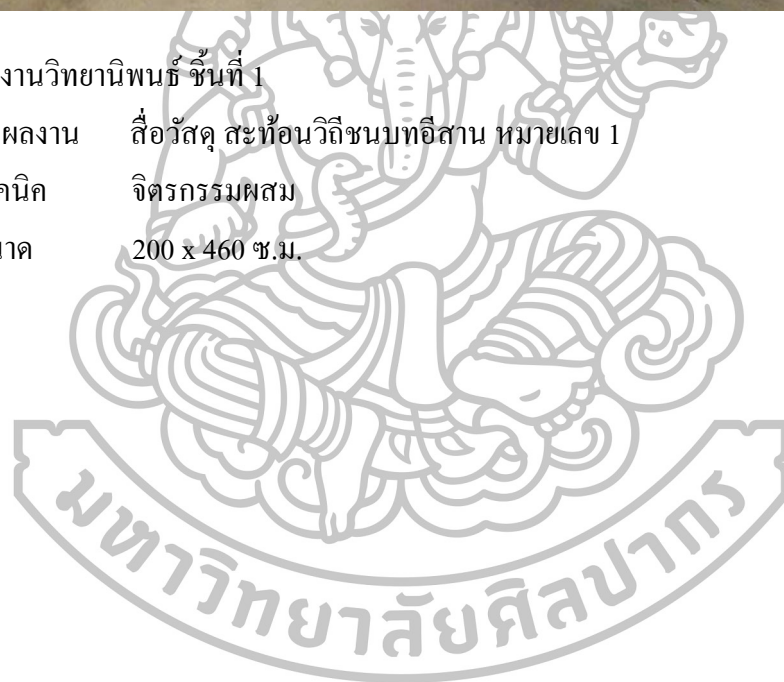 งานวิทยานิพนธ์ ชิ้นที่ 1
ผลงาน สื่อวัสดุ สะท้อนวิถีชนบทอีสาน หมายเลข 1
คนิค จิตรกรรมผสม
าด 200 x 460 ซ.ม.
มหาวิทยาลัยศิลปากร